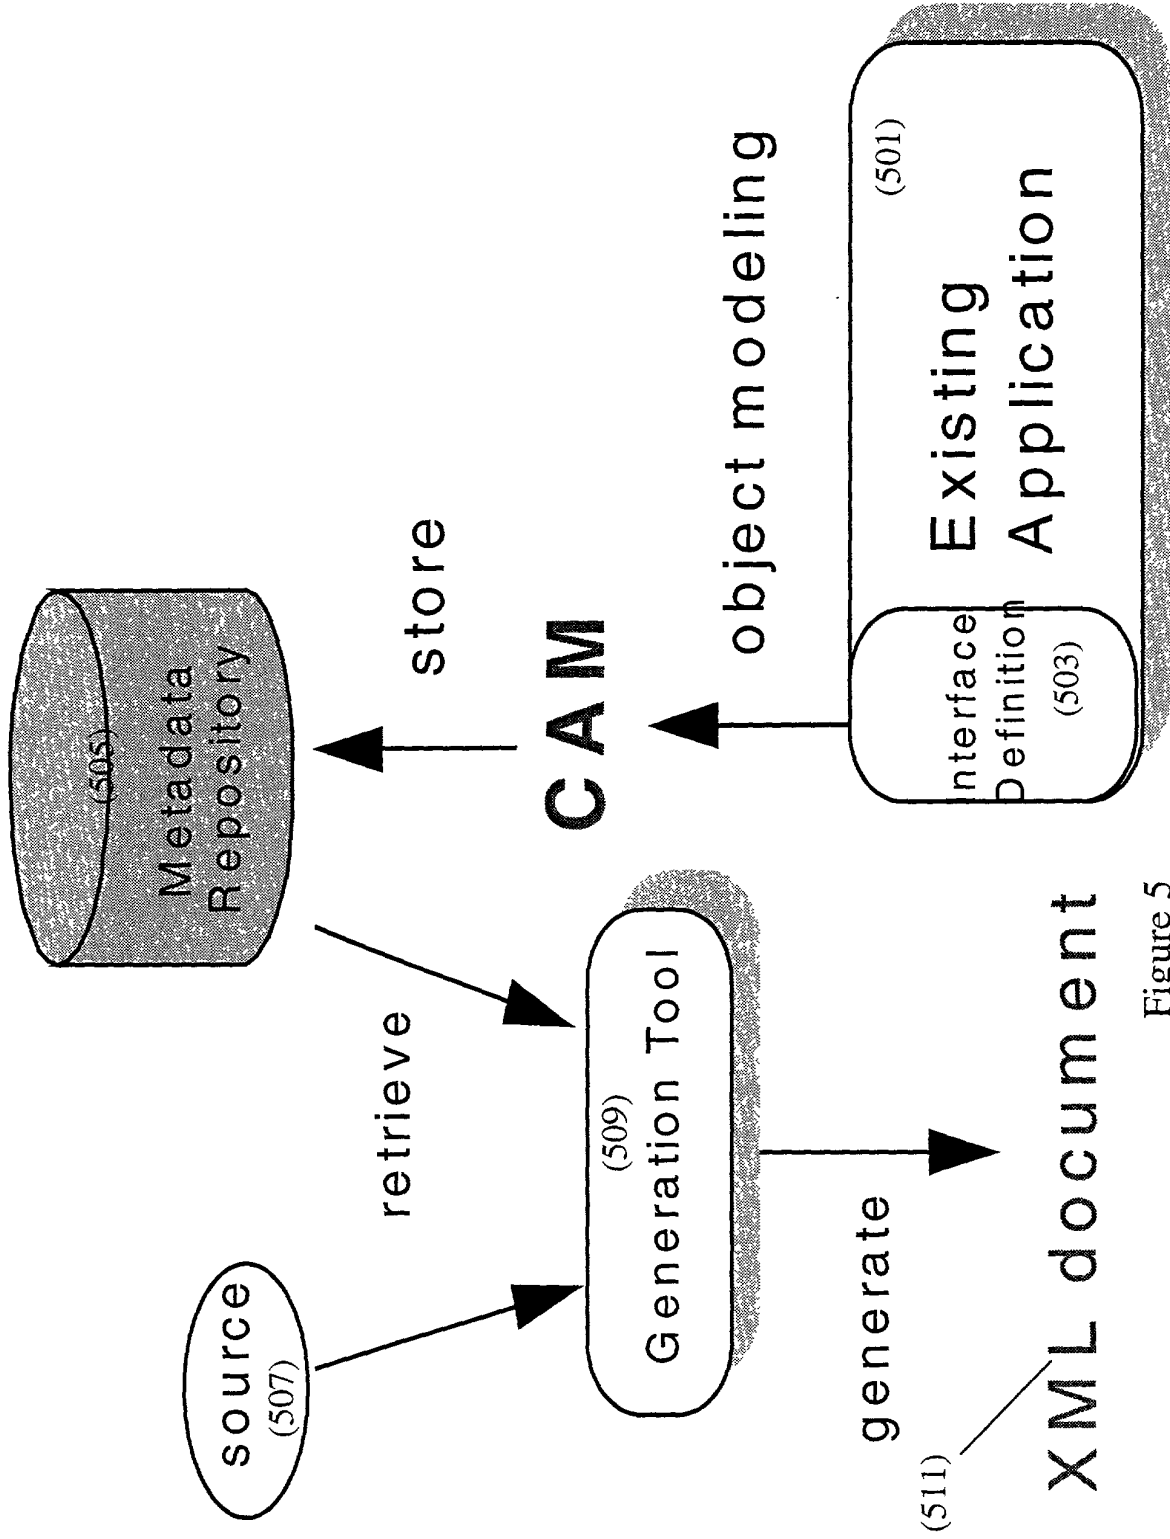 source
(507)
retrieve
(505)
Metadata
Repository
store
(509)
Generation Tool
CAM
generate
object modeling
(511)
XML document
Interface
Definition
(503)
(501)
Existing
Application
Figure 5